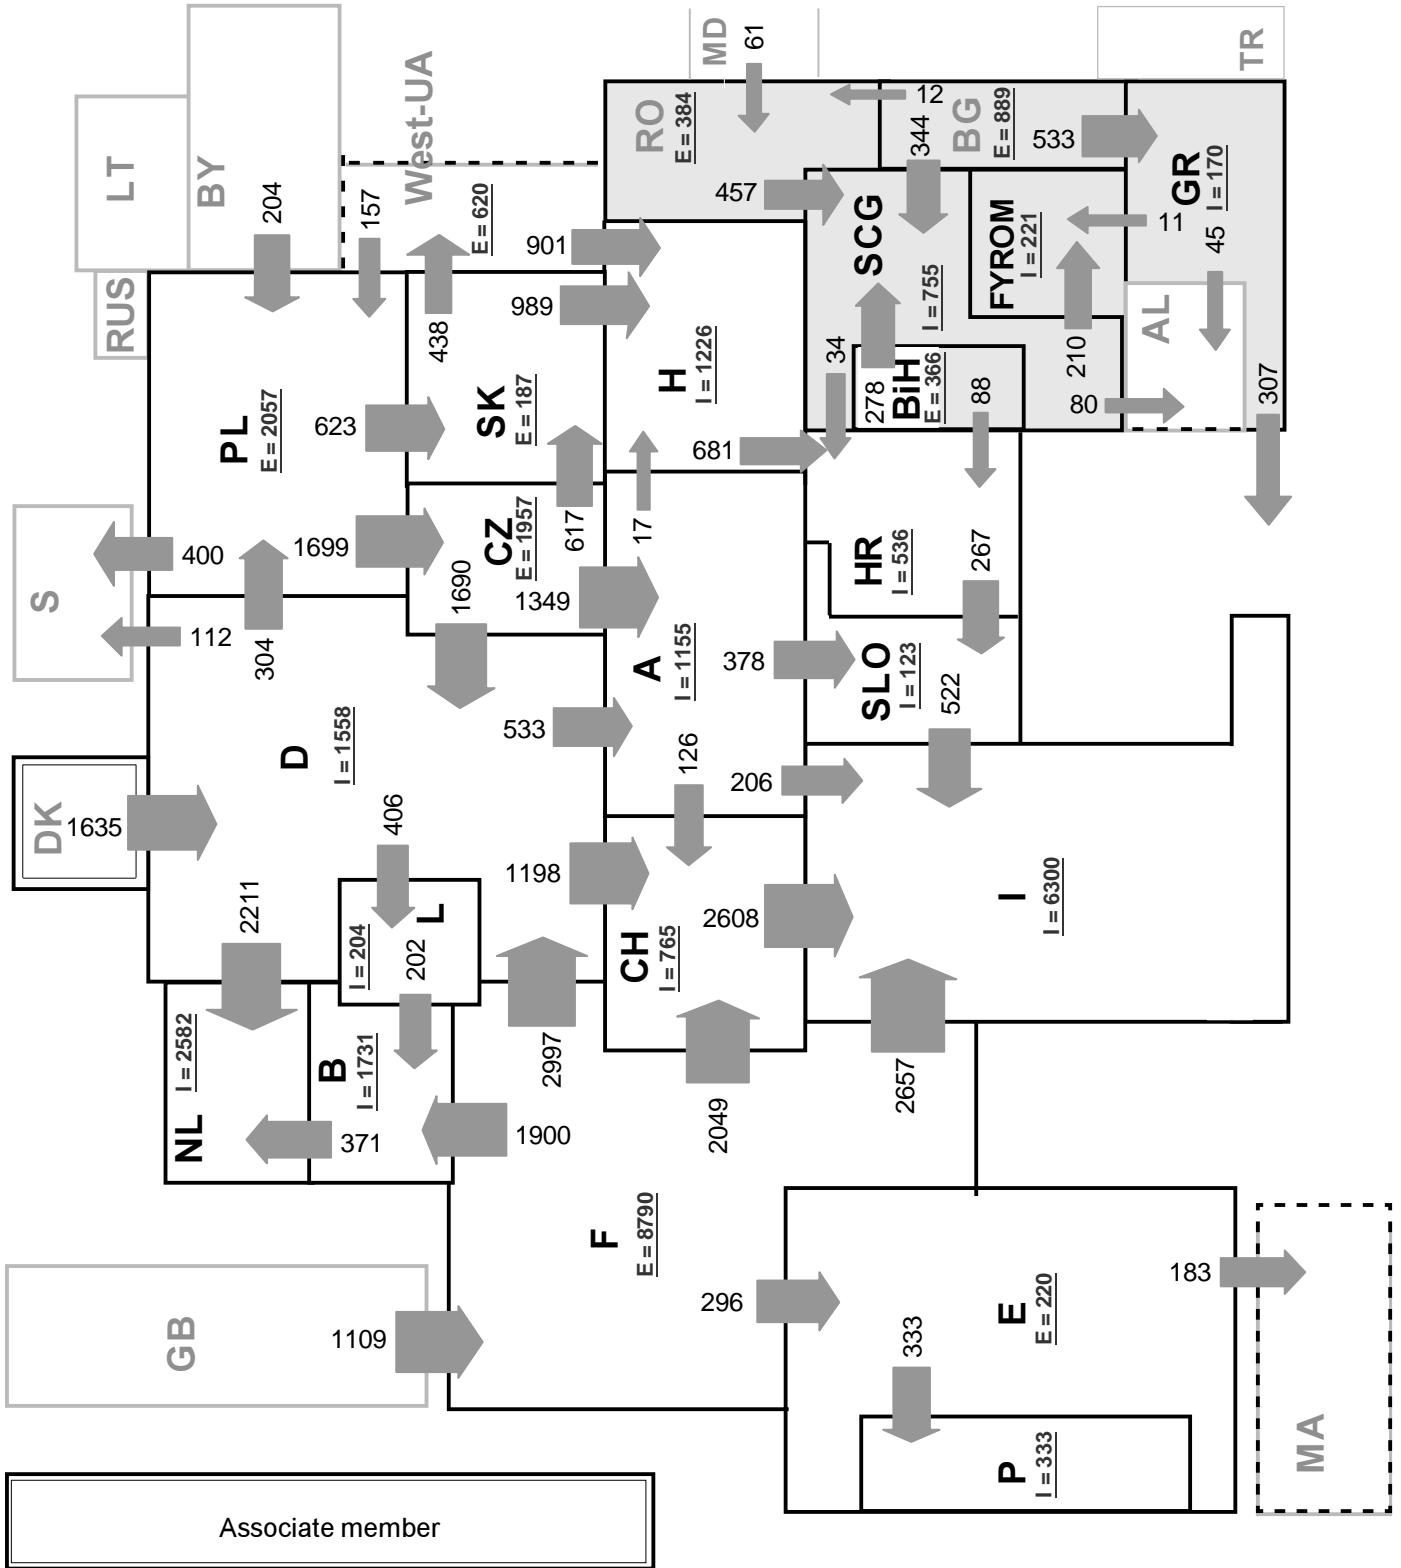 MD
61
TR
LT
BY
West-UA
RO
E = 384
12
344
BG
E = 889
533
GR
I = 170
204
157
E = 620
457
SCG
I = 755
FYROM
I = 221
11
45
901
989
RUS
438
H
I = 1226
34
278
BiH
E = 366
88
210
80
AL
307
PL
E = 2057
623
SK
E = 187
681
S
400
1699
CZ
E = 1957
617
17
HR
I = 536
267
112
304
1690
1349
A
I = 1155
378
SLO
I = 123
522
D
I = 1558
533
126
206
DK
1635
406
1198
2211
L
I = 204
202
CH
I = 765
2608
I
I = 6300
NL
I = 2582
B
I = 1731
2997
2049
2657
371
1900
F
E = 8790
GB
1109
296
E
E = 220
183
333
P
I = 333
MA
Associate member